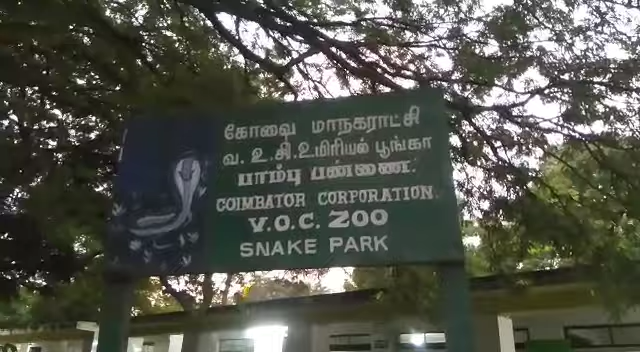 கோவை மாநகராட்சி
வ. உ. சி. உயிரியல் பூங்கா
பாம்பு பண்ணை.
COIMBATOR CORPORATION.
V.O.C. ZOO
SNAKE PARK